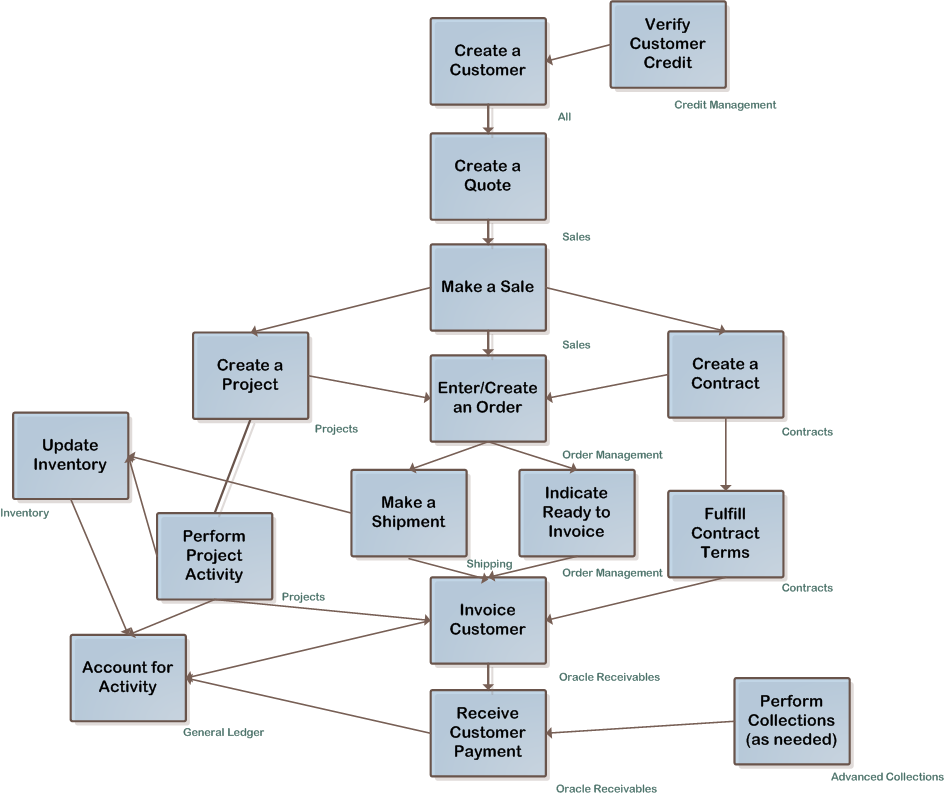 Verify
Customer
Credit
Create a
Customer
Credit Management
All
Create a
Quote
Sales
Make a Sale
Sales
Create a
Project
Enter/Create
an Order
Create a
Contract
Projects
Contracts
Update
Inventory
Order Management
Inventory
Make a
Shipment
Indicate
Ready to
Invoice
Fulfill
Contract
Terms
Perform
Project
Activity
Shipping
Order Management
Contracts
Projects
Invoice
Customer
Account for
Activity
Oracle Receivables
General Ledger
Receive
Customer
Payment
Perform
Collections
(as needed)
Advanced Collections
Oracle Receivables